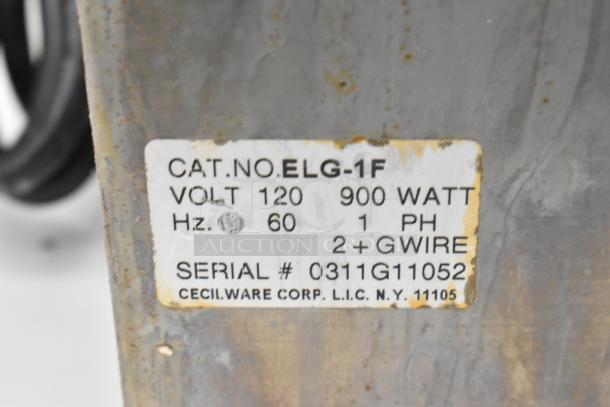 CAT.NO.ELG-1F
VOLT 120 900 WATT
Hz. 60 1 PH
2+GWIRE
SERIAL # 0311G11052
CECILWARE CORP. L.I.C. N.Y. 11105
AUCTION